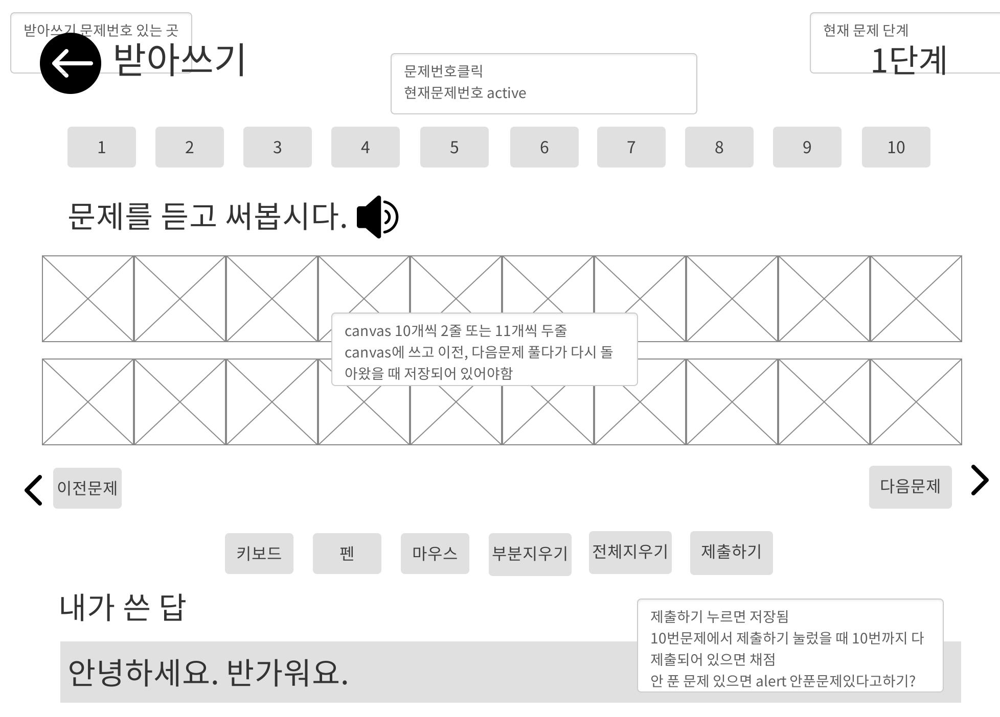 받아쓰기 문제번호 있는 곳
현재 문제 단계
받아쓰기
1단계
문제번호클릭
현재문제번호 active
1 2 3 4 5 6 7 8 9 10
문제를 듣고 써봅시다.
canvas 10개씩 2줄 또는 11개씩 두줄
canvas에 쓰고 이전, 다음문제 풀다가 다시 돌
아왔을 때 저장되어 있어야함
이전문제
다음문제
키보드 펜 마우스 부분지우기 전체지우기 제출하기
내가 쓴 답
안녕하세요. 반가워요.
제출하기 누르면 저장됨
10번문제에서 제출하기 눌렀을 때 10번까지 다
제출되어 있으면 채점
안 푼 문제 있으면 alert 안푼문제있다고하기?